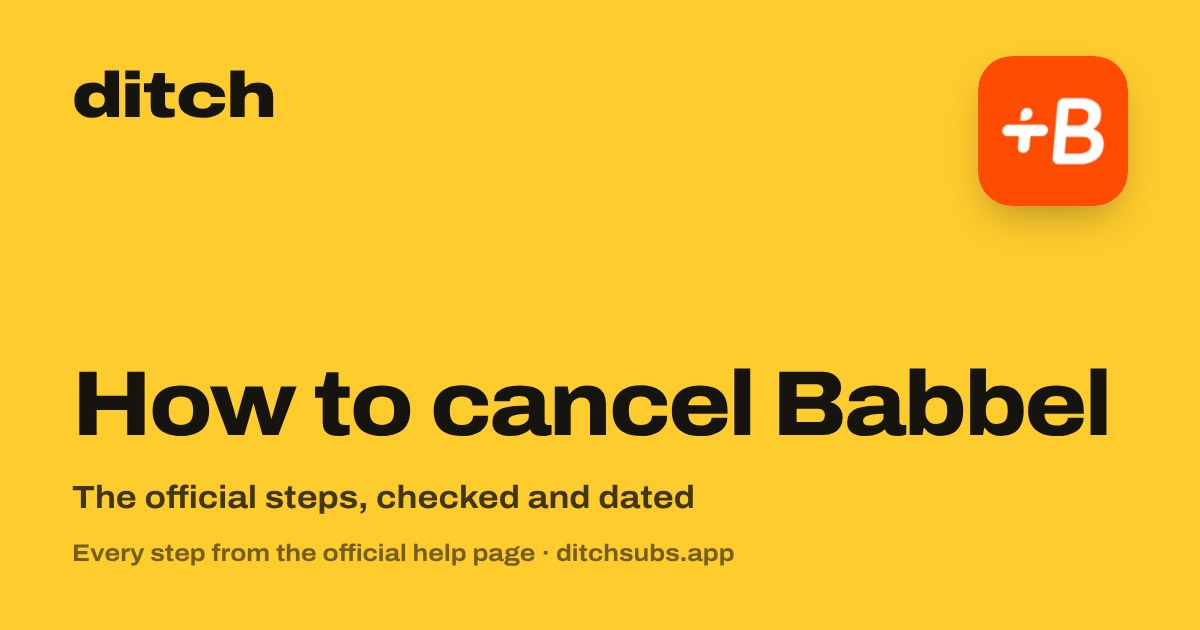 ditch
+B
How to cancel Babbel
The official steps, checked and dated
Every step from the official help page · ditchsubs.app